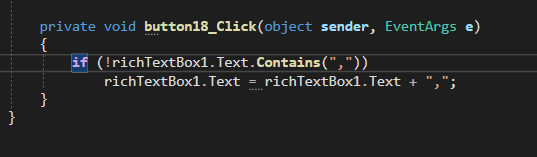 private void button18_Click(object sender, EventArgs e)
{
if (!richTextBox1.Text.Contains(","))
richTextBox1.Text = richTextBox1.Text + ",";
}
}